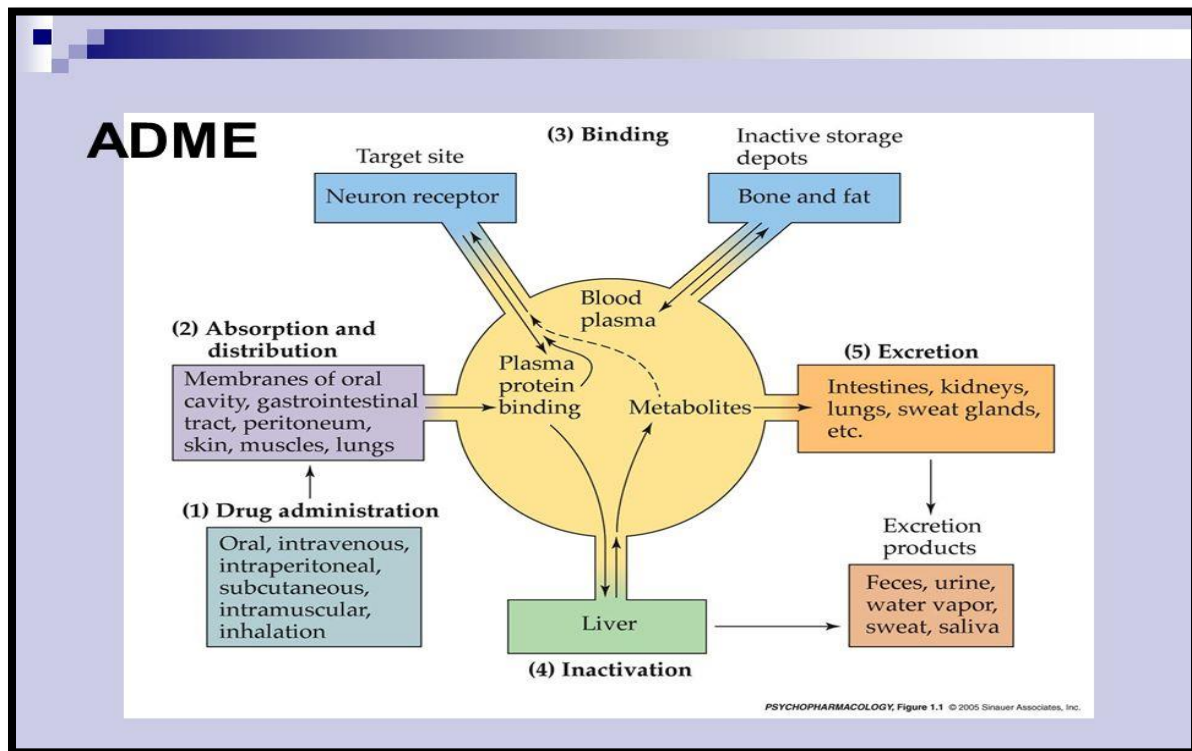 ADME
(3) Binding
Target site
Neuron receptor
Inactive storage
depots
Bone and fat
Blood
plasma
(2) Absorption and
distribution
Membranes of oral
cavity, gastrointestinal
tract, peritoneum,
skin, muscles, lungs
Plasma
protein
binding
Metabolites
(5) Excretion
Intestines, kidneys,
lungs, sweat glands,
etc.
(1) Drug administration
Oral, intravenous,
intraperitoneal,
subcutaneous,
intramuscular,
inhalation
Liver
(4) Inactivation
Excretion
products
Feces, urine,
water vapor,
sweat, saliva
PSYCHOPHARMACOLOGY, Figure 1.1 © 2005 Sinauer Associates, Inc.